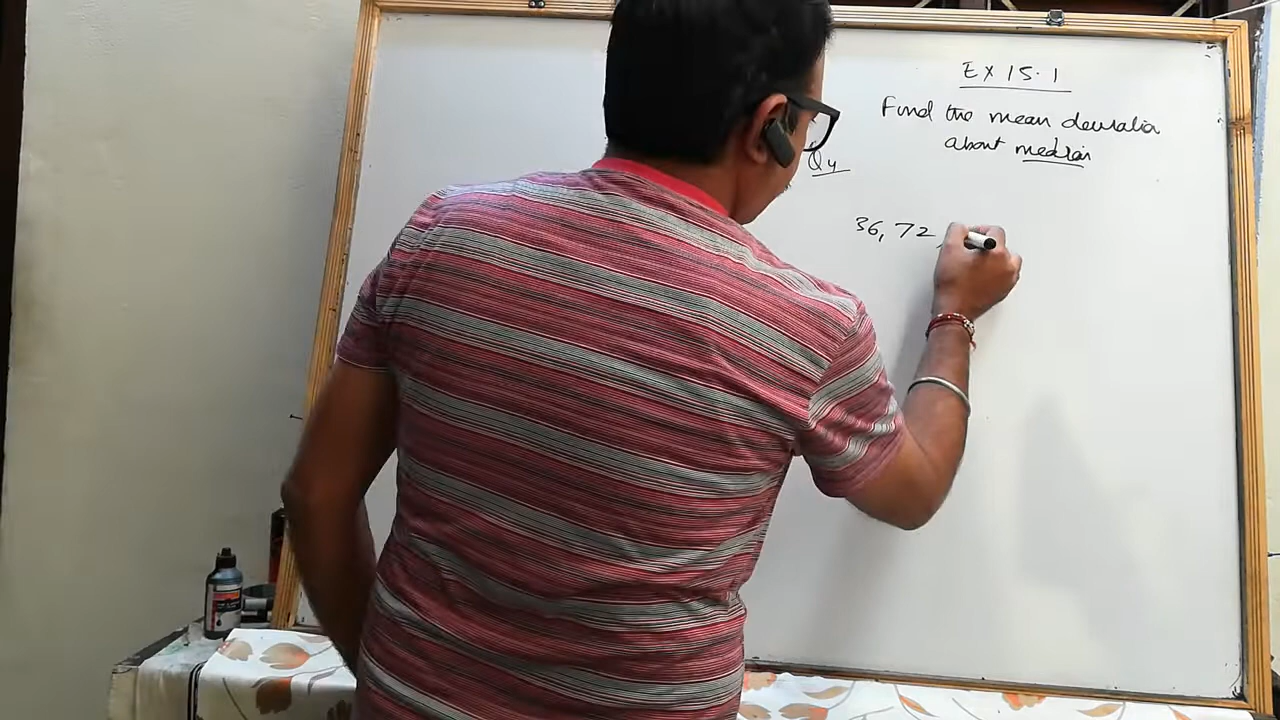 Ex 15.1
Find the mean deviation
about median
Q4
36, 72,